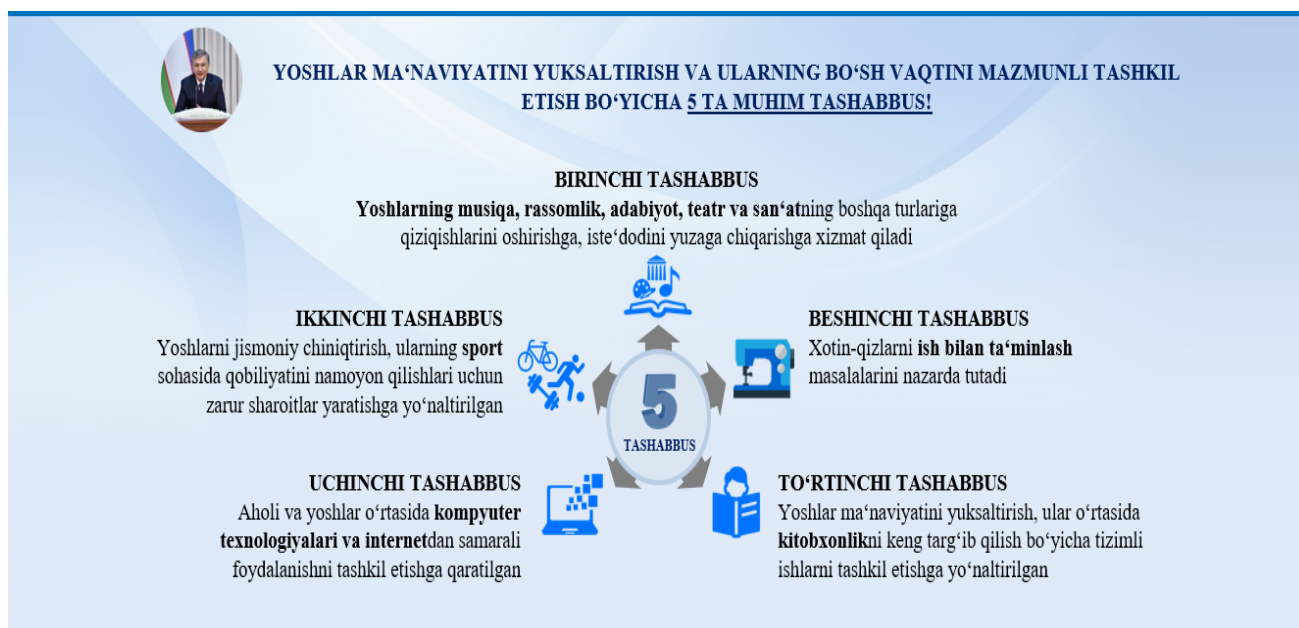 YOSHLAR MA‘NAVIYATINI YUKSALTIRISH VA ULARNING BO‘SH VAQTINI MAZMUNLI TASHKIL
ETISH BO‘YICHA 5 TA MUHIM TASHABBUS!
BIRINCHI TASHABBUS
Yoshlarning musiqa, rassomlik, adabiyot, teatr va san‘atning boshqa turlariga
qiziqishlarini oshirishga, iste‘dodini yuzaga chiqarishga xizmat qiladi
IKKINCHI TASHABBUS
Yoshlarni jismoniy chiniqtirish, ularning sport
sohasida qobiliyatini namoyon qilishlari uchun
zarur sharoitlar yaratishga yo‘naltirilgan
BESHINCHI TASHABBUS
Xotin-qizlarni ish bilan ta‘minlash
masalalarini nazarda tutadi
5
TASHABBUS
UCHINCHI TASHABBUS
Aholi va yoshlar o‘rtasida kompyuter
texnologiyalari va internetdan samarali
foydalanishni tashkil etishga qaratilgan
TO‘RTINCHI TASHABBUS
Yoshlar ma‘naviyatini yuksaltirish, ular o‘rtasida
kitobxonlikni keng targ‘ib qilish bo‘yicha tizimli
ishlarni tashkil etishga yo‘naltirilgan